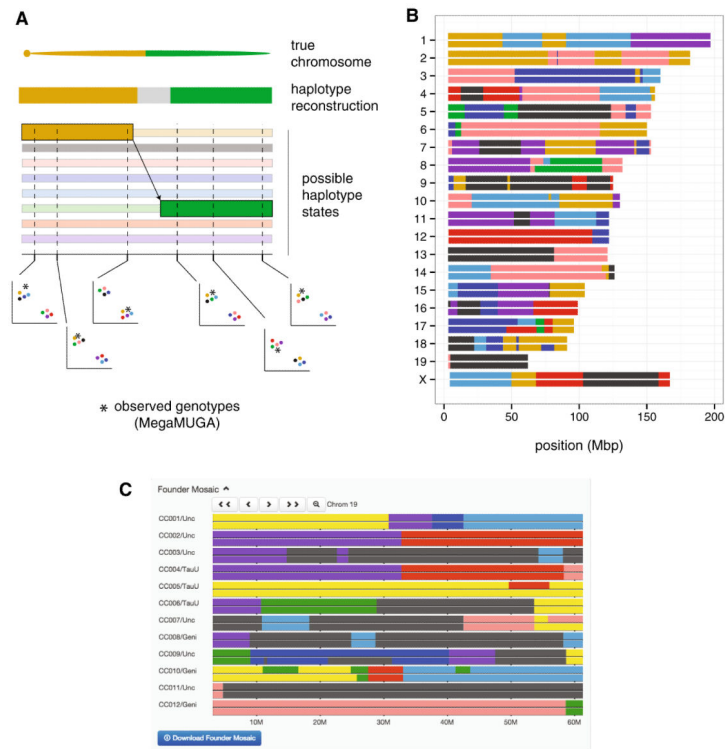 A
true
chromosome
haplotype
reconstruction
possible
haplotype
states
*
*
*
*
*
*
* observed genotypes
(MegaMUGA)
B
1
2
3
4
5
6
7
8
9
10
11
12
13
14
15
16
17
18
19
X
0 50 100 150 200
position (Mbp)
C
Founder Mosaic
Chrom 19
CC001/Unc
CC002/Unc
CC003/Unc
CC004/TauU
CC005/TauU
CC006/TauU
CC007/Unc
CC008/Geni
CC009/Unc
CC010/Geni
CC011/Unc
CC012/Geni
10M 20M 30M 40M 50M 60M
Download Founder Mosaic